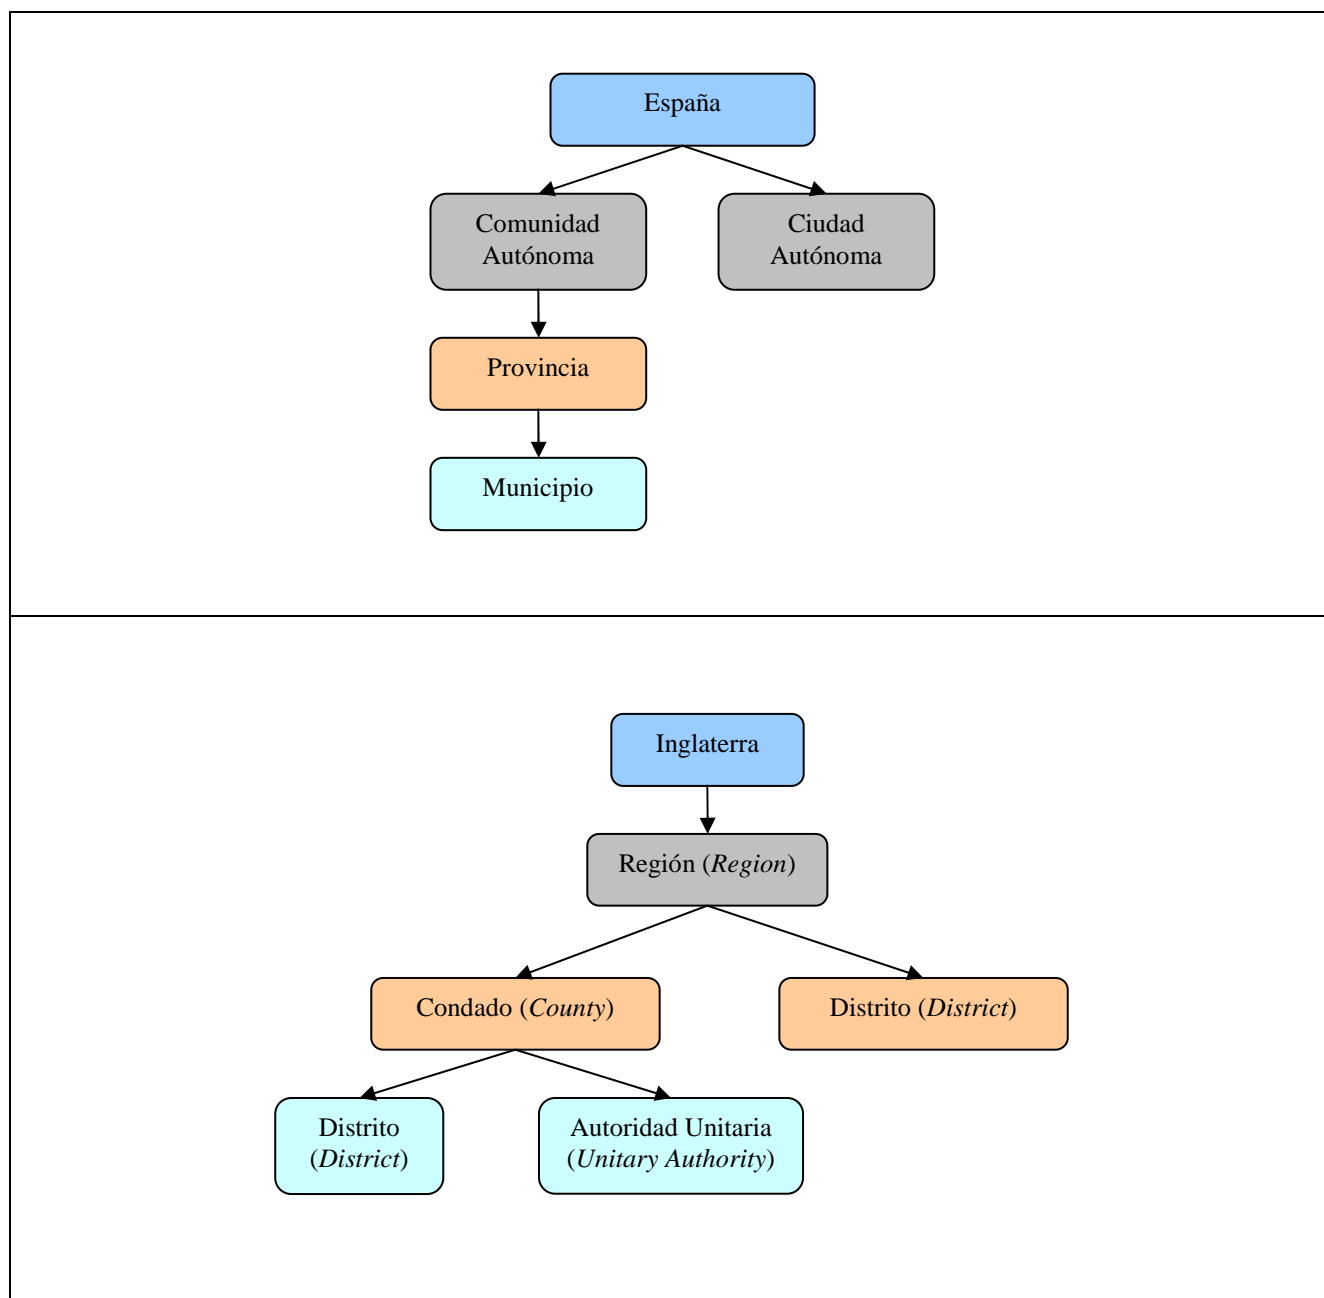 España
Comunidad
Autónoma
Ciudad
Autónoma
Provincia
Municipio
Inglaterra
Región (Region)
Condado (County)
Distrito (District)
Distrito
(District)
Autoridad Unitaria
(Unitary Authority)